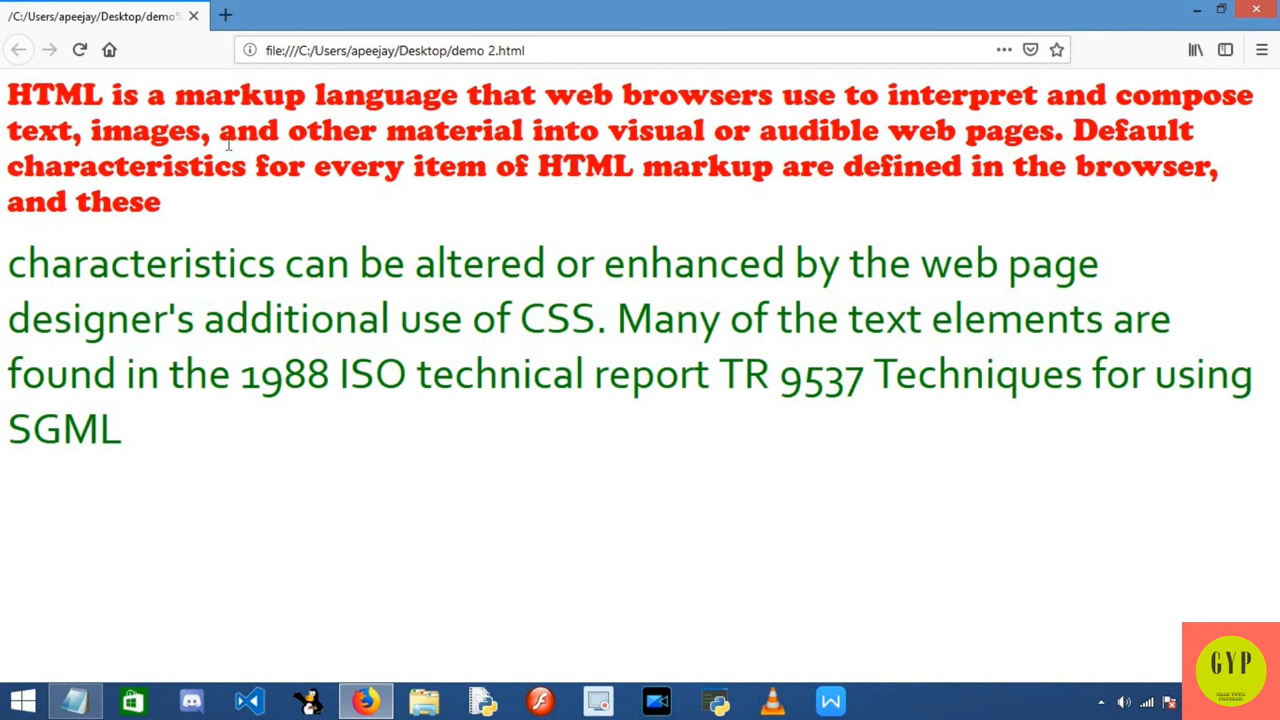 /C:/Users/apeejay/Desktop/demo%
file:///C:/Users/apeejay/Desktop/demo 2.html
HTML is a markup language that web browsers use to interpret and compose
text, images, and other material into visual or audible web pages. Default
characteristics for every item of HTML markup are defined in the browser,
and these
characteristics can be altered or enhanced by the web page
designer's additional use of CSS. Many of the text elements are
found in the 1988 ISO technical report TR 9537 Techniques for using
SGML
GYP